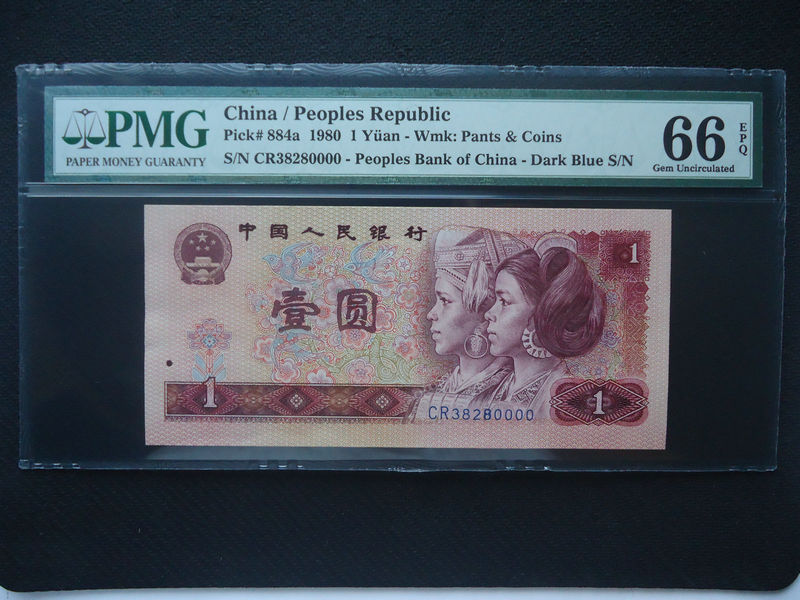 PMG
PAPER MONEY GUARANTY
China / Peoples Republic
Pick# 884a 1980 1 Yüan - Wmk: Pants & Coins
S/N CR38280000 - Peoples Bank of China - Dark Blue S/N
66
EPQ
Gem Uncirculated
中国人民银行
1
壹圆
1
CR38280000
1